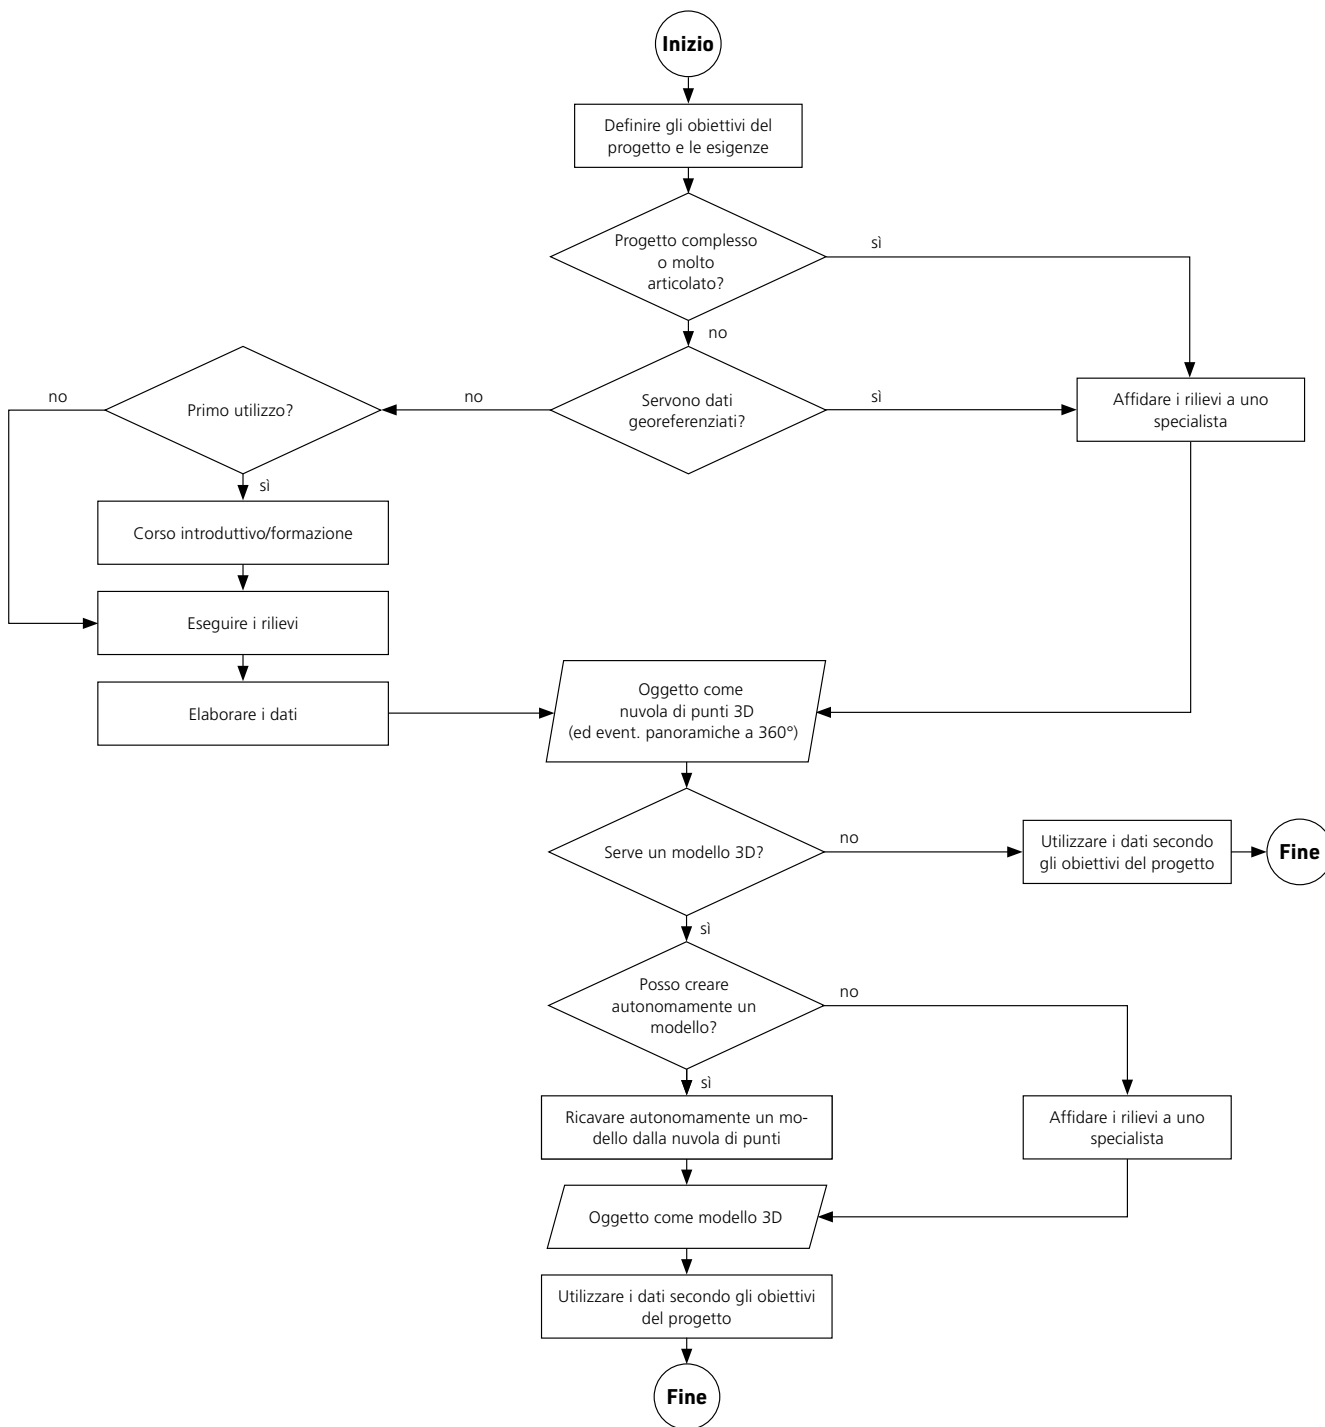 Inizio
Definire gli obiettivi del
progetto e le esigenze
Progetto complesso
o molto
articolato?
sì
no
Servono dati
georeferenziati?
sì
no
Affidare i rilievi a uno
specialista
Primo utilizzo?
no
sì
Corso introduttivo/formazione
Eseguire i rilievi
Elaborare i dati
Oggetto come
nuvola di punti 3D
(ed event. panoramiche a 360°)
Serve un modello 3D?
no
Utilizzare i dati secondo
gli obiettivi del progetto
Fine
sì
Posso creare
autonomamente un
modello?
no
sì
Ricavare autonomamente un mo-
dello dalla nuvola di punti
Affidare i rilievi a uno
specialista
Oggetto come modello 3D
Utilizzare i dati secondo gli obiettivi
del progetto
Fine